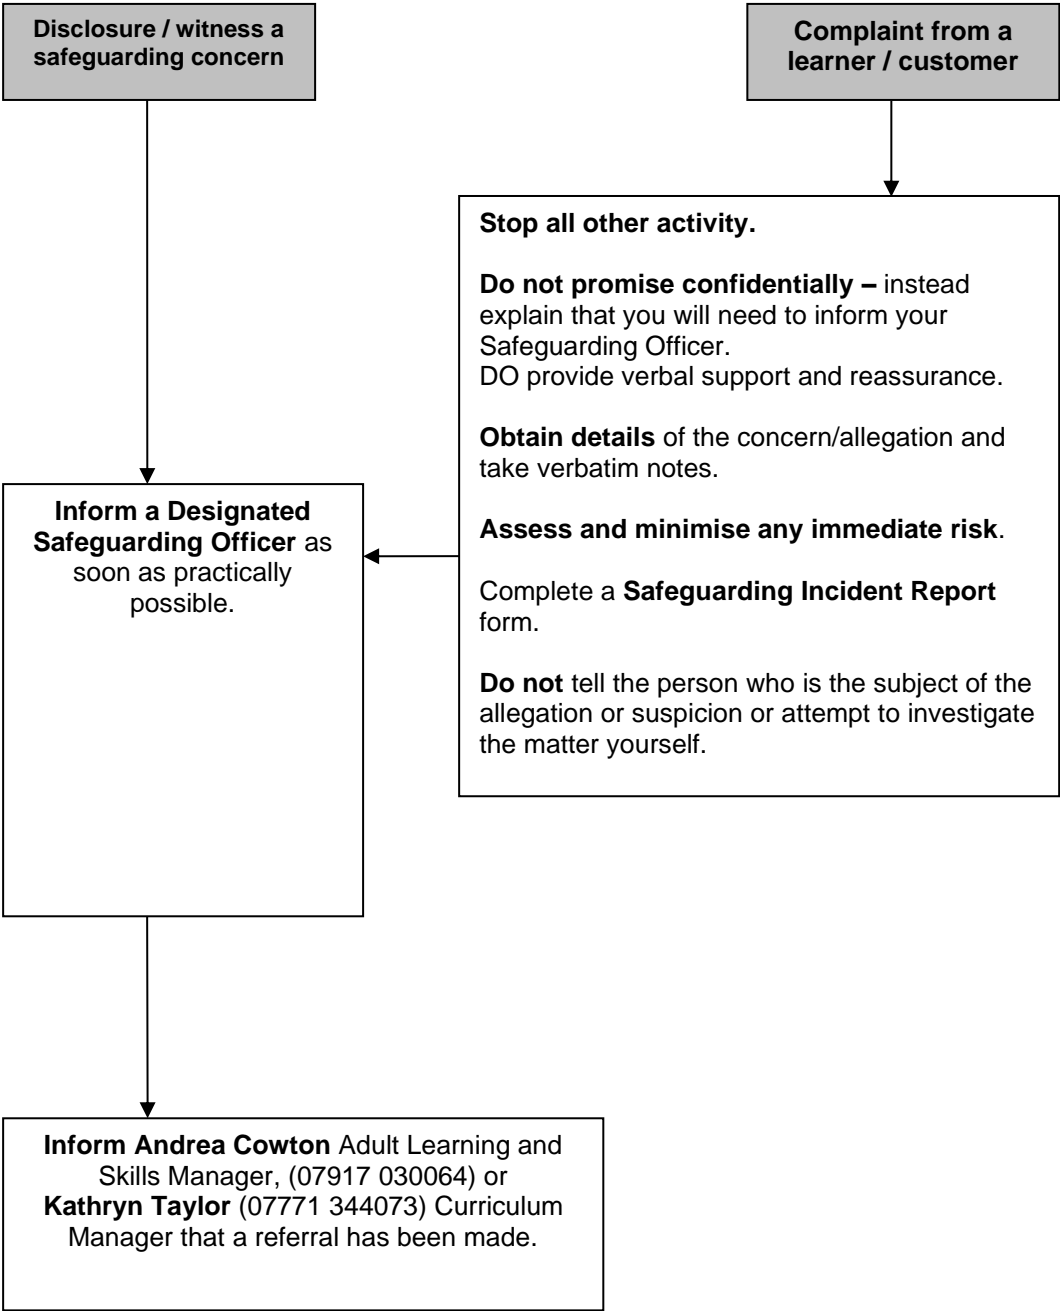 Disclosure / witness a
safeguarding concern
Complaint from a
learner / customer
Stop all other activity.
Do not promise confidentially – instead
explain that you will need to inform your
Safeguarding Officer.
DO provide verbal support and reassurance.
Obtain details of the concern/allegation and
take verbatim notes.
Assess and minimise any immediate risk.
Complete a Safeguarding Incident Report
form.
Do not tell the person who is the subject of the
allegation or suspicion or attempt to investigate
the matter yourself.
Inform a Designated
Safeguarding Officer as
soon as practically
possible.
Inform Andrea Cowton Adult Learning and
Skills Manager, (07917 030064) or
Kathryn Taylor (07771 344073) Curriculum
Manager that a referral has been made.